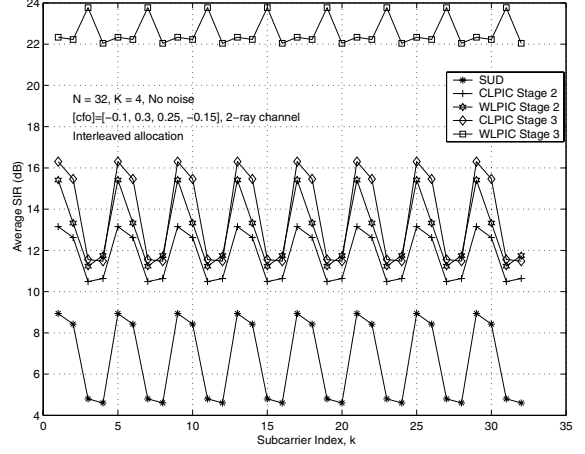 24
22
20
18
16
14
12
10
8
6
4
Average SIR (dB)
N = 32, K = 4, No noise
[cfo]=[−0.1, 0.3, 0.25, −0.15], 2-ray channel
Interleaved allocation
SUD
CLPIC Stage 2
WLPIC Stage 2
CLPIC Stage 3
WLPIC Stage 3
0 5 10 15 20 25 30 35
Subcarrier Index, k